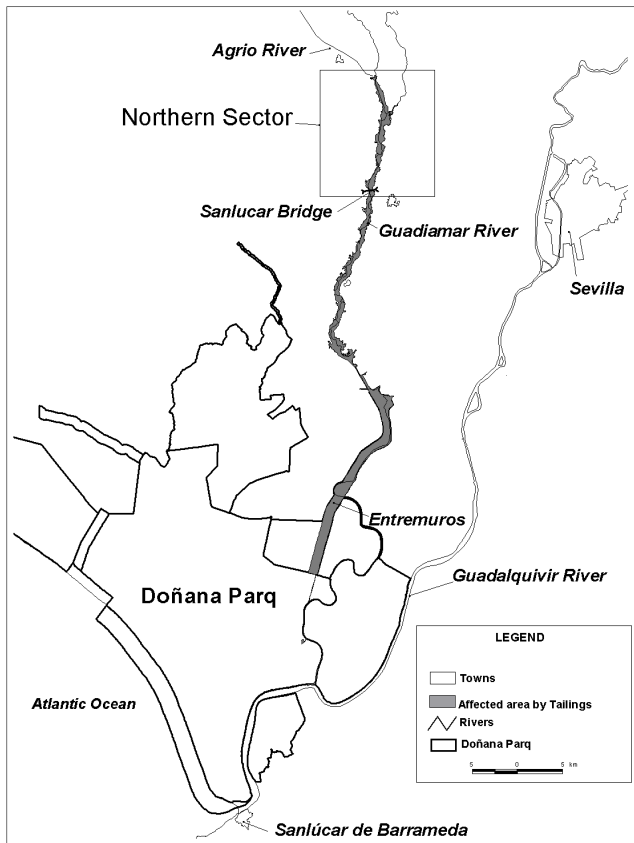 Agrio River
Northern Sector
Sanlucar Bridge
Guadiamar River
Sevilla
Entremuros
Guadalquivir River
Doñana Parq
Atlantic Ocean
LEGEND
Towns
Affected area by Tailings
Rivers
Doñana Parq
5 0 5 km
Sanlúcar de Barrameda